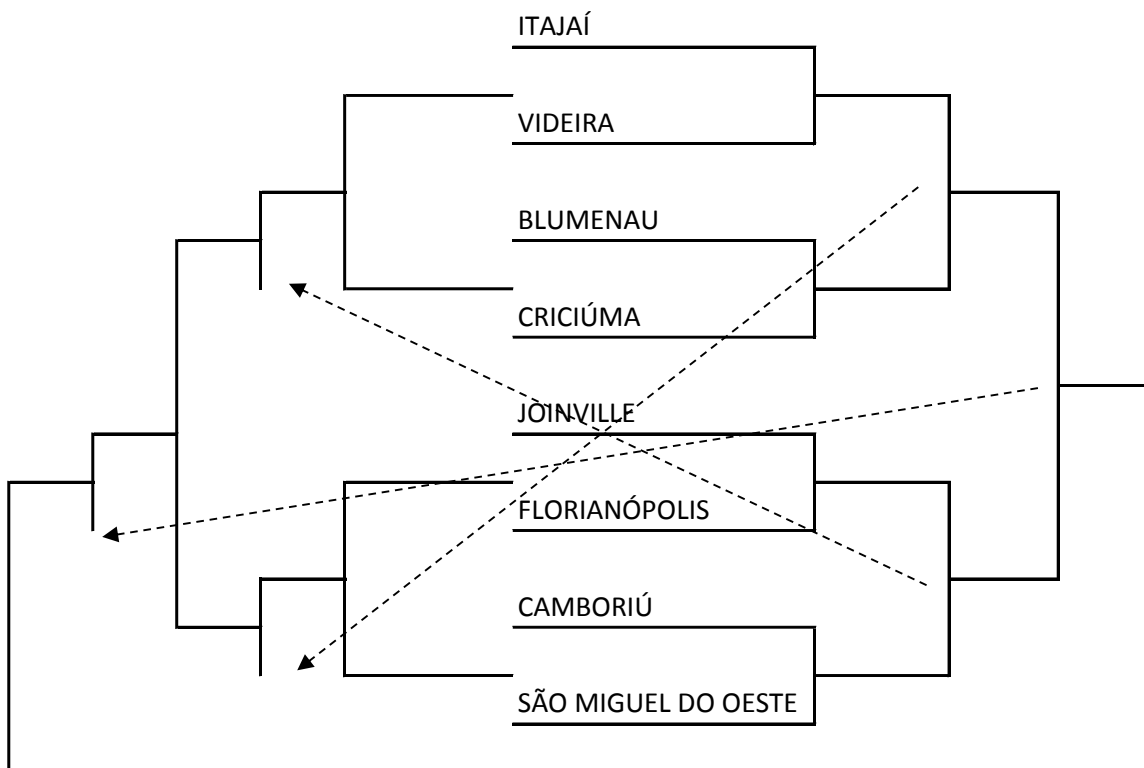 ITAJAÍ
VIDEIRA
BLUMENAU
CRICIÚMA
JOINVILLE
FLORIANÓPOLIS
CAMBORIÚ
SÃO MIGUEL DO OESTE